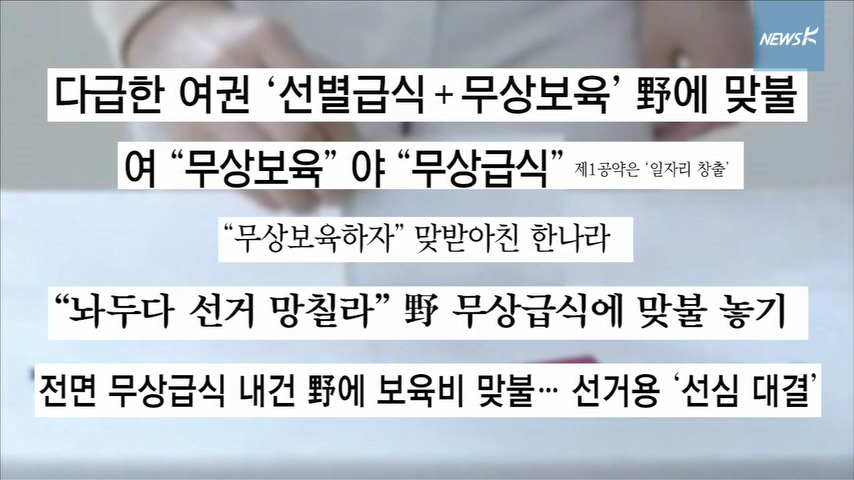 NEWSK
다급한 여권 ‘선별급식+무상보육’ 野에 맞불
여 “무상보육” 야 “무상급식” 제1공약은 ‘일자리 창출’
“무상보육하자” 맞받아친 한나라
“놔두다 선거 망칠라” 野 무상급식에 맞불 놓기
전면 무상급식 내건 野에 보육비 맞불… 선거용 ‘선심 대결’